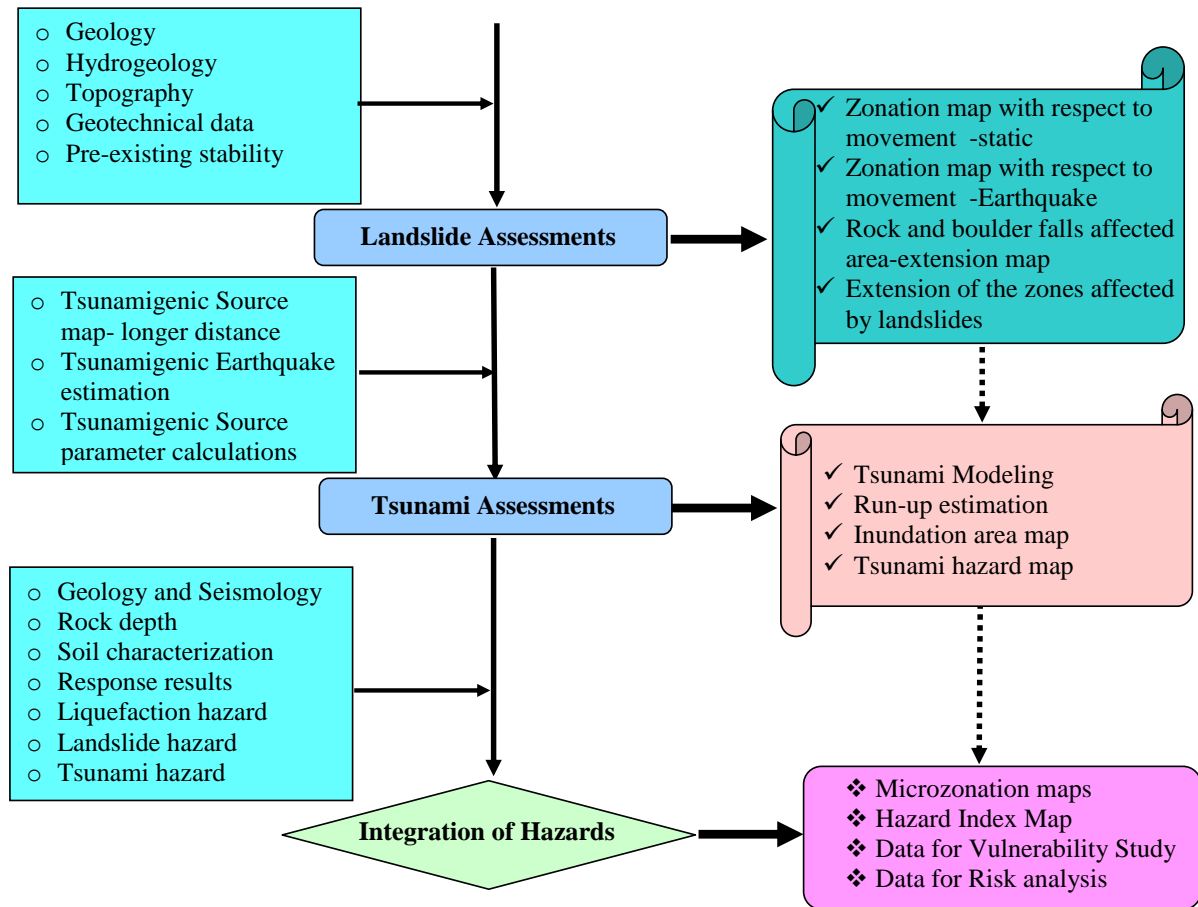 Geology
Hydrogeology
Topography
Geotechnical data
Pre-existing stability
Zonation map with respect to
movement -static
Zonation map with respect to
movement -Earthquake
Rock and boulder falls affected
area-extension map
Extension of the zones affected
by landslides
Landslide Assessments
Tsunamigenic Source
map- longer distance
Tsunamigenic Earthquake
estimation
Tsunamigenic Source
parameter calculations
Tsunami Modeling
Run-up estimation
Inundation area map
Tsunami hazard map
Tsunami Assessments
Geology and Seismology
Rock depth
Soil characterization
Response results
Liquefaction hazard
Landslide hazard
Tsunami hazard
Integration of Hazards
Microzonation maps
Hazard Index Map
Data for Vulnerability Study
Data for Risk analysis